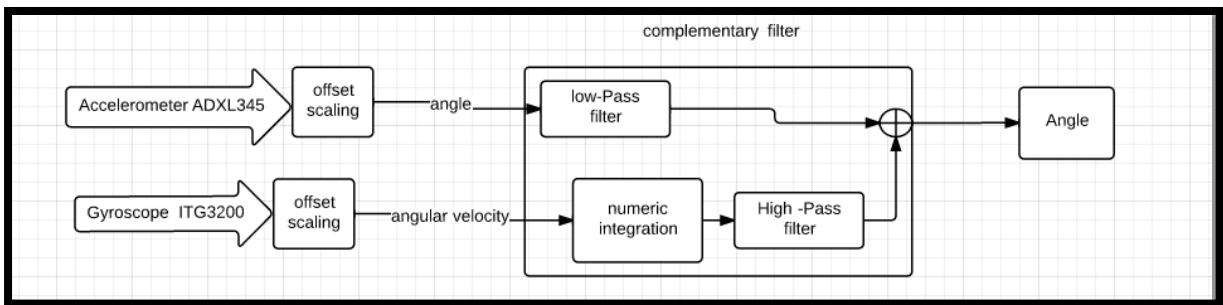 complementary filter
Accelerometer ADXL345
offset
scaling
angle
low-Pass
filter
Angle
Gyroscope ITG3200
offset
scaling
angular velocity
numeric
integration
High -Pass
filter